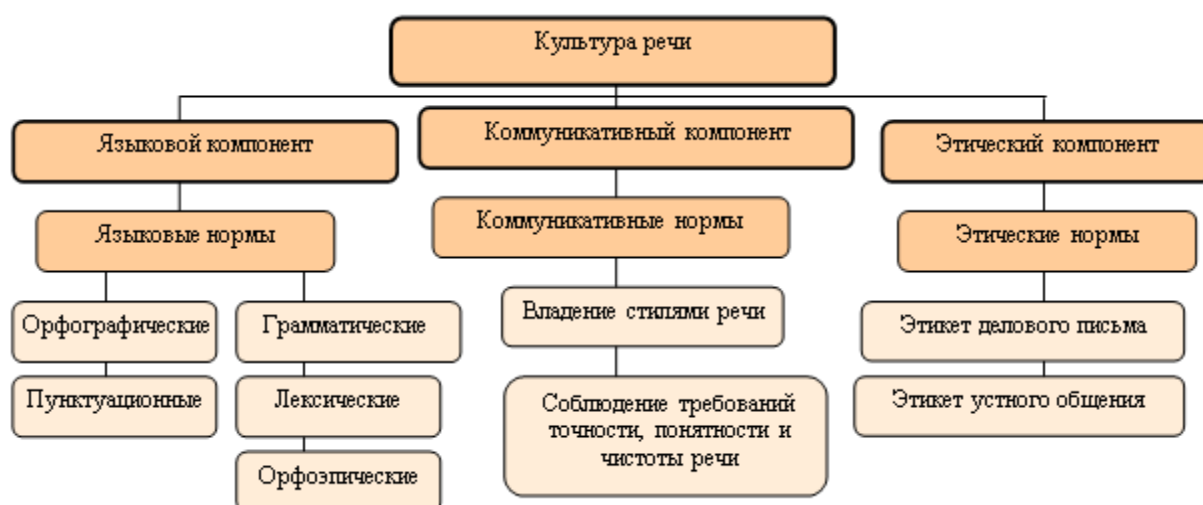 Культура речи
Языковой компонент
Коммуникативный компонент
Этический компонент
Языковые нормы
Коммуникативные нормы
Этические нормы
Орфографические
Грамматические
Владение стилями речи
Этикет делового письма
Пунктуационные
Лексические
Соблюдение требований
точности, понятности и
чистоты речи
Этикет устного общения
Орфоэпические